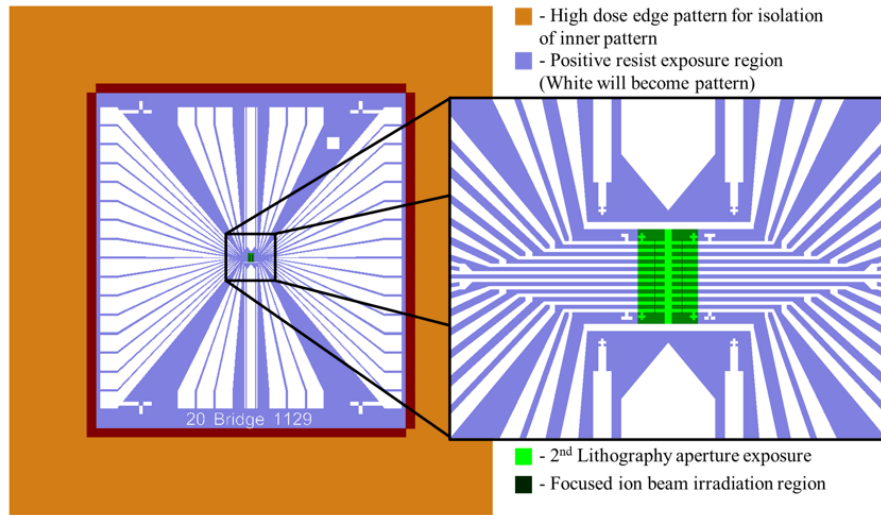 - High dose edge pattern for isolation
of inner pattern
- Positive resist exposure region
(White will become pattern)
20 Bridge 1129
- 2nd Lithography aperture exposure
- Focused ion beam irradiation region